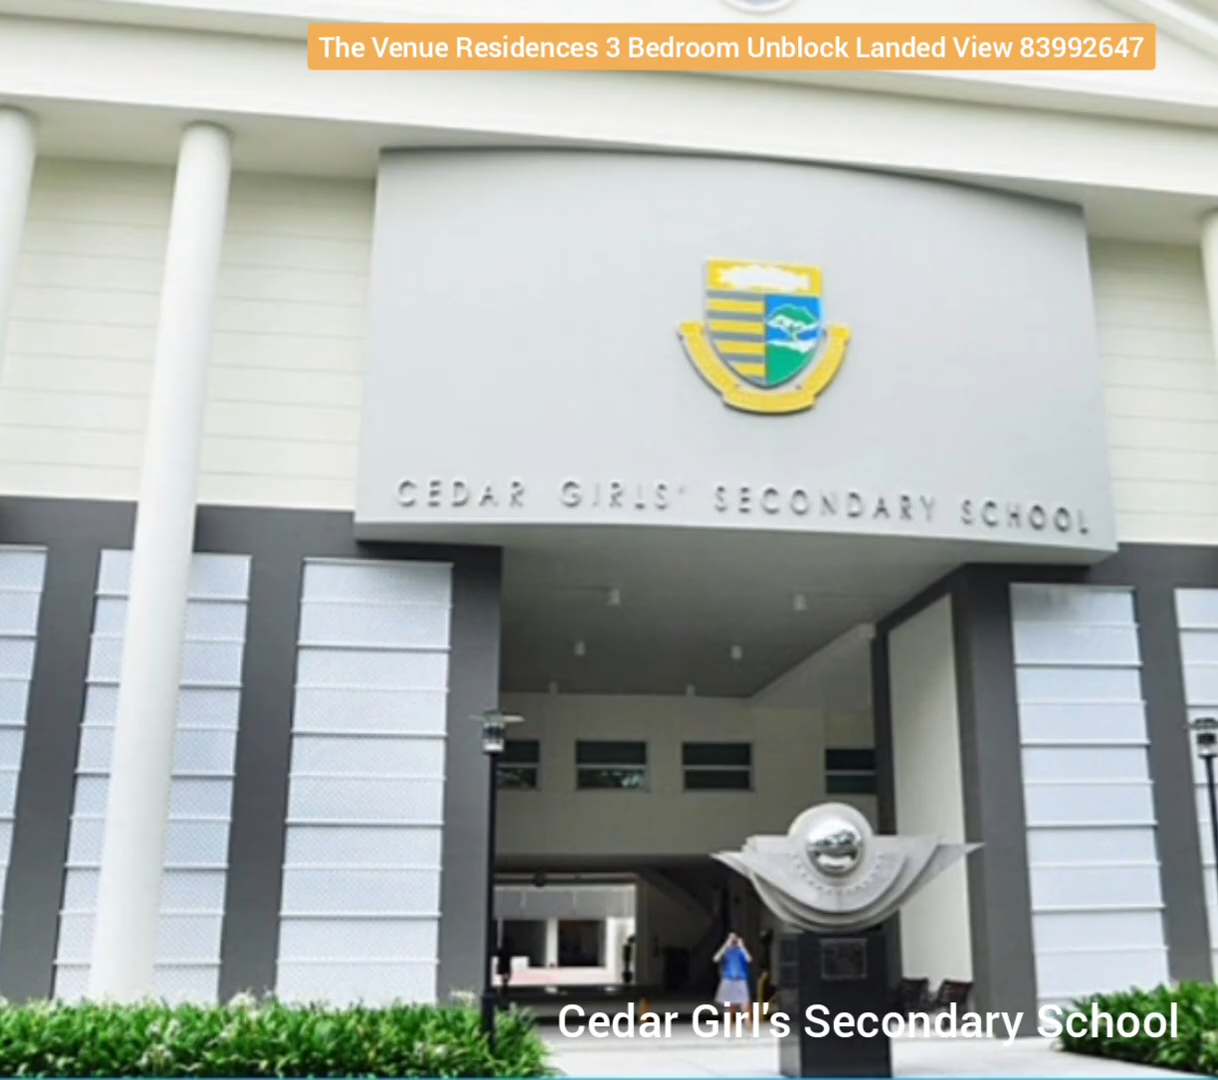 The Venue Residences 3 Bedroom Unblock Landed View 83992647
CEDAR GIRLS' SECONDARY SCHOOL
Cedar Girl's Secondary School